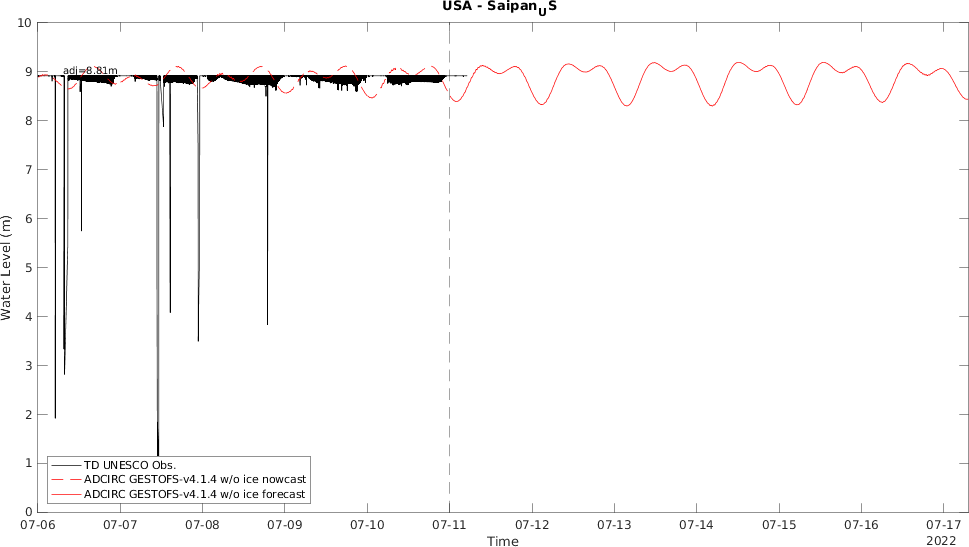 USA - SaipanUS
10
9
8
7
6
5
4
3
2
1
0
adj=8.81m
Water Level (m)
TD UNESCO Obs.
ADCIRC GESTOFS-v4.1.4 w/o ice nowcast
ADCIRC GESTOFS-v4.1.4 w/o ice forecast
07-06 07-07 07-08 07-09 07-10 07-11 07-12 07-13 07-14 07-15 07-16 07-17
Time
2022